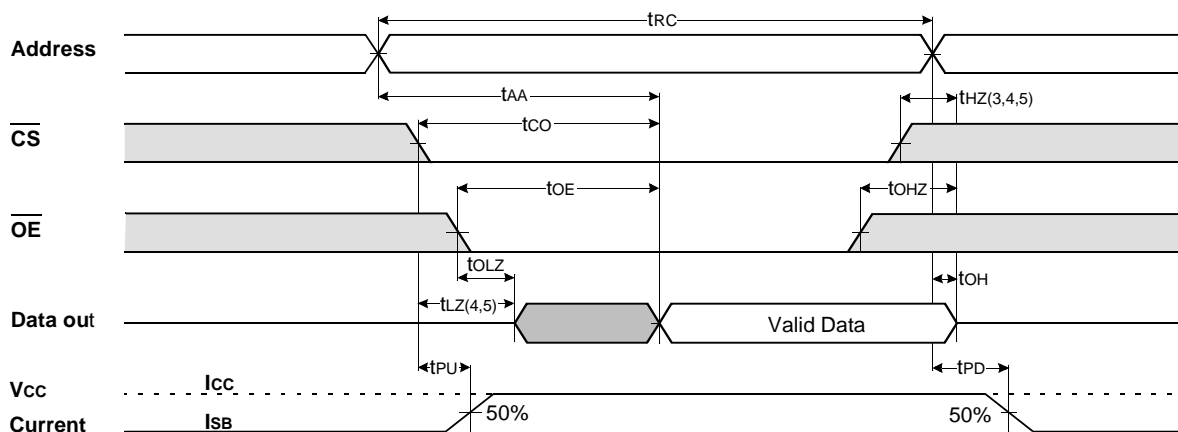 tRC
Address
tAA
tHZ(3,4,5)
CS
tCO
tOE
tOHZ
OE
tOLZ
tOH
tLZ(4,5)
Data out
Valid Data
tPU
tPD
VCC
ICC
50%
50%
Current
ISB